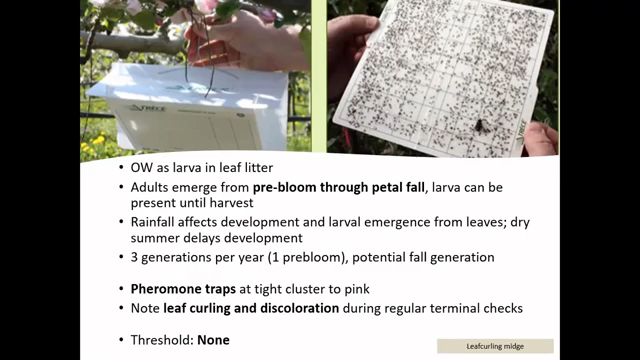 TRÉCÉ
• OW as larva in leaf litter
• Adults emerge from pre-bloom through petal fall, larva can be
present until harvest
• Rainfall affects development and larval emergence from leaves; dry
summer delays development
• 3 generations per year (1 prebloom), potential fall generation
• Pheromone traps at tight cluster to pink
• Note leaf curling and discoloration during regular terminal checks
• Threshold: None
Leafcurling midge